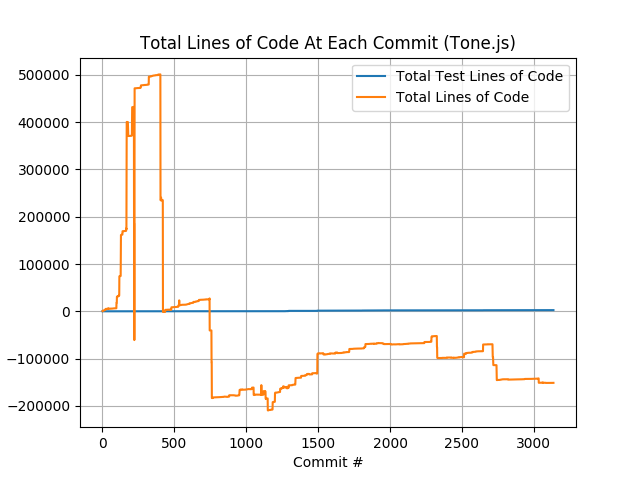 Total Lines of Code At Each Commit (Tone.js)
Total Test Lines of Code
Total Lines of Code
500000
400000
300000
200000
100000
0
−100000
−200000
0 500 1000 1500 2000 2500 3000
Commit #